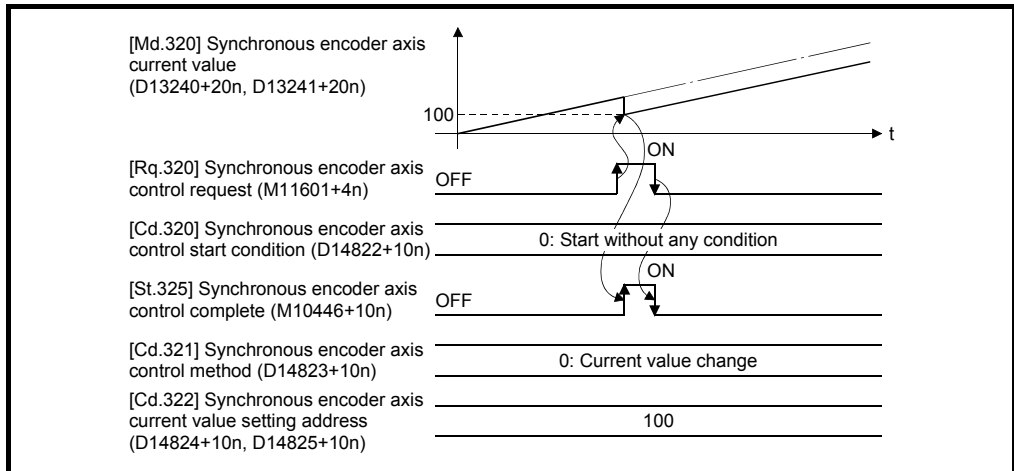 [Md.320] Synchronous encoder axis
current value
(D13240+20n, D13241+20n)
100
t
[Rq.320] Synchronous encoder axis
control request (M11601+4n)
OFF
ON
[Cd.320] Synchronous encoder axis
control start condition (D14822+10n)
0: Start without any condition
[St.325] Synchronous encoder axis
control complete (M10446+10n)
OFF
ON
[Cd.321] Synchronous encoder axis
control method (D14823+10n)
0: Current value change
[Cd.322] Synchronous encoder axis
current value setting address
(D14824+10n, D14825+10n)
100